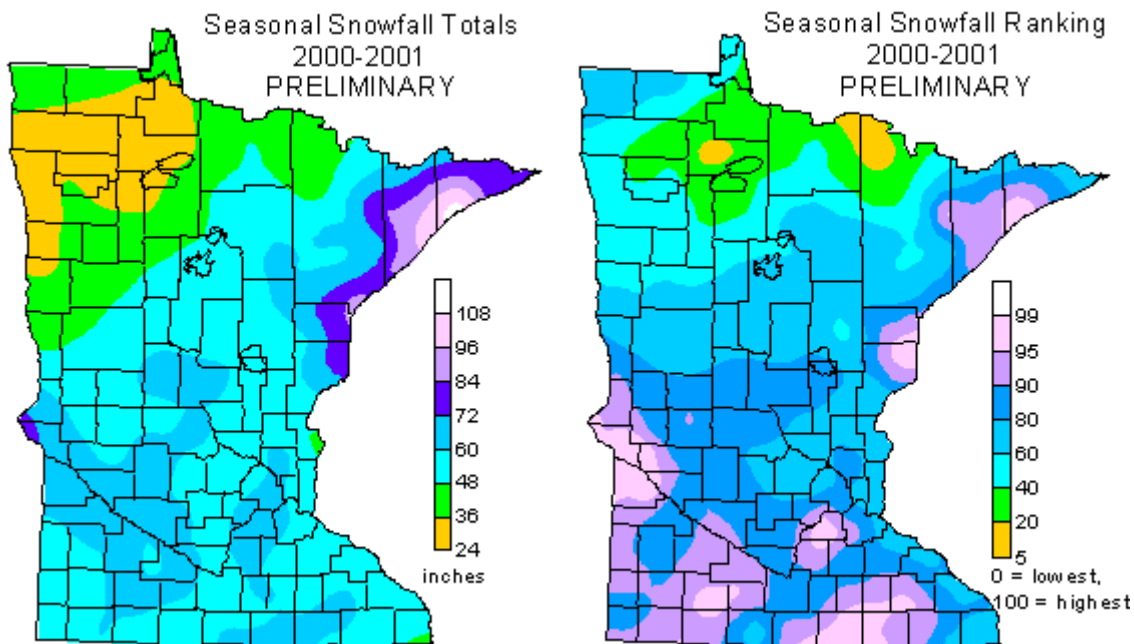 Seasonal Snowfall Totals
2000-2001
PRELIMINARY
108
96
84
72
60
48
36
24
inches
Seasonal Snowfall Ranking
2000-2001
PRELIMINARY
99
95
90
80
60
40
20
5
0 = lowest,
100 = highest